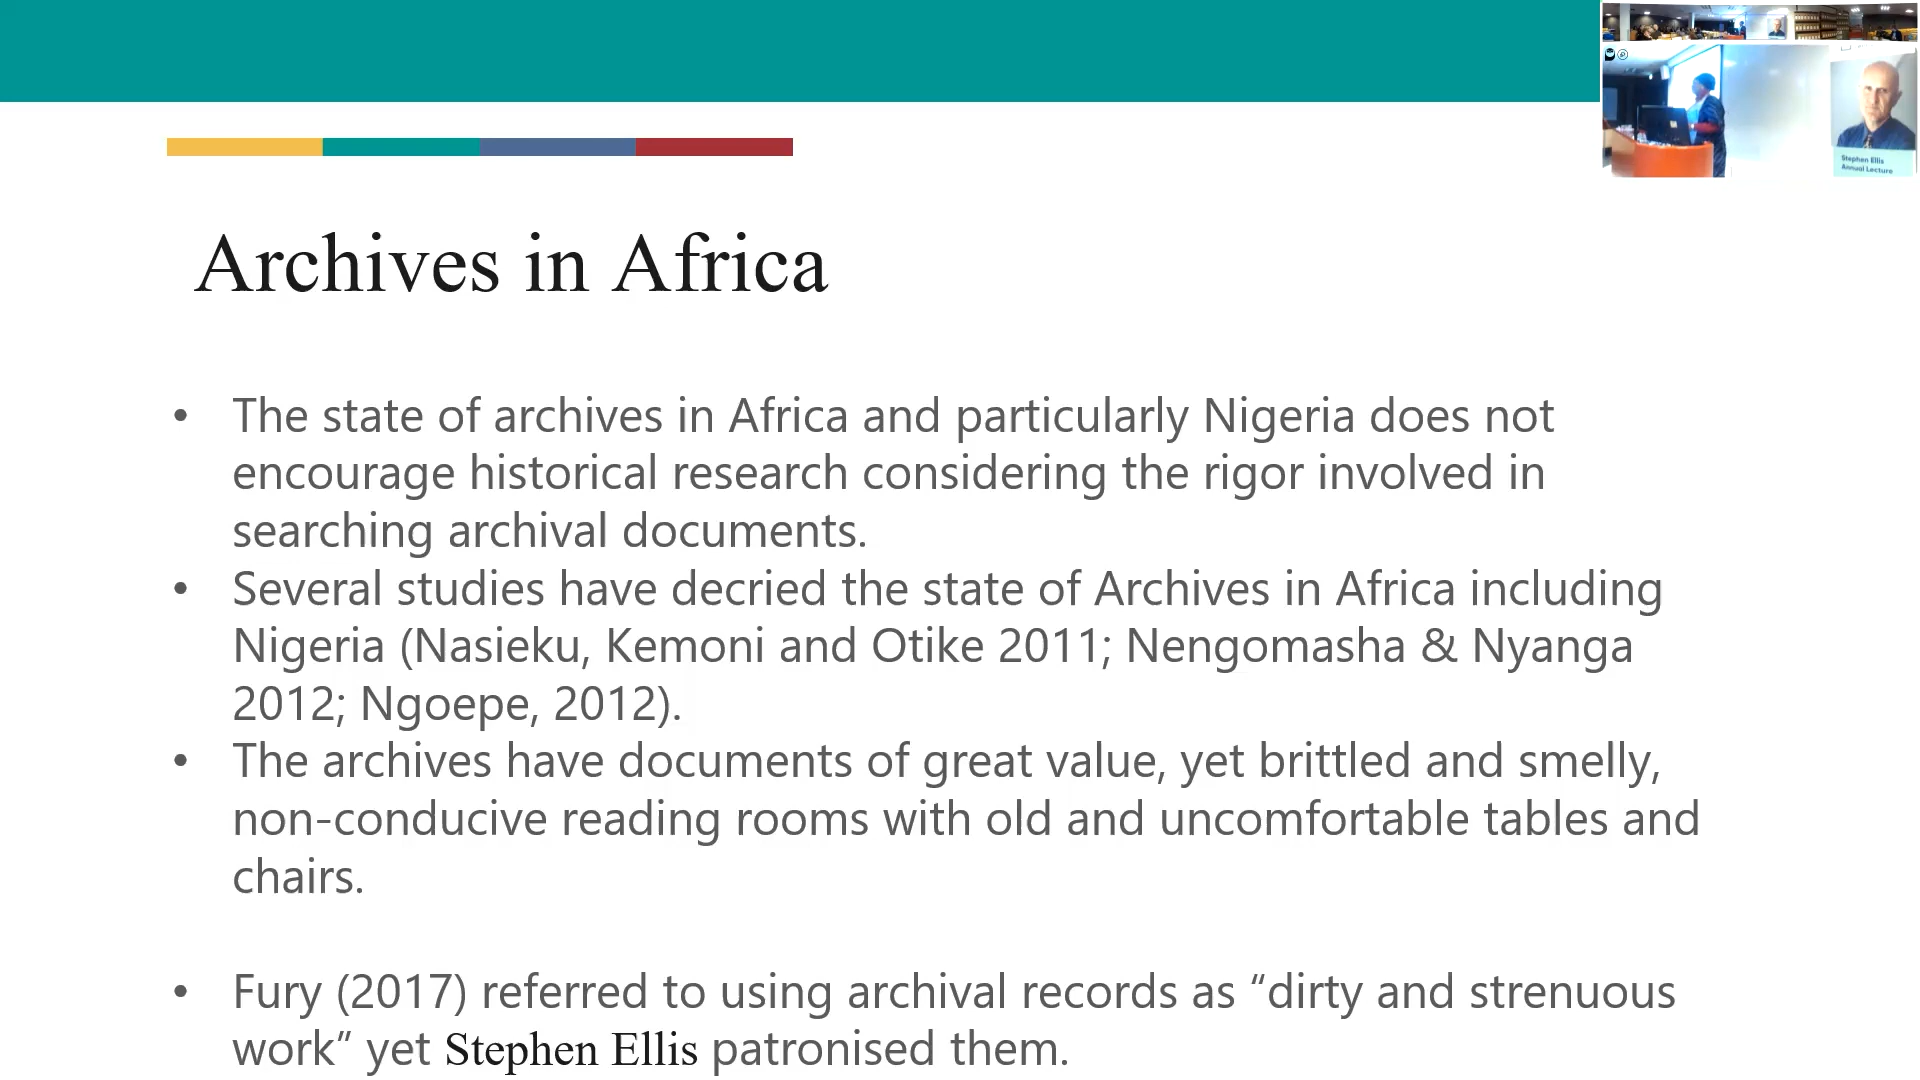 Stephen Ellis
Annual Lecture
Archives in Africa
• The state of archives in Africa and particularly Nigeria does not
encourage historical research considering the rigor involved in
searching archival documents.
• Several studies have decried the state of Archives in Africa including
Nigeria (Nasieku, Kemoni and Otike 2011; Nengomasha & Nyanga
2012; Ngoepe, 2012).
• The archives have documents of great value, yet brittled and smelly,
non-conducive reading rooms with old and uncomfortable tables and
chairs.
• Fury (2017) referred to using archival records as “dirty and strenuous
work” yet Stephen Ellis patronised them.